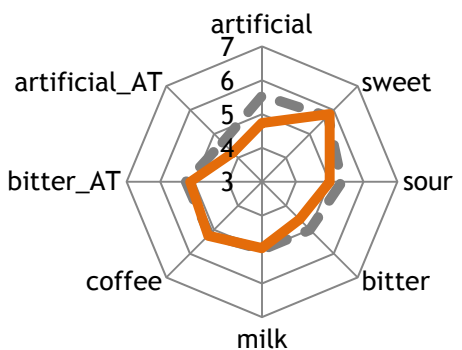 artificial
7
artificial_AT
6
sweet
5
4
bitter_AT
3
sour
coffee
bitter
milk